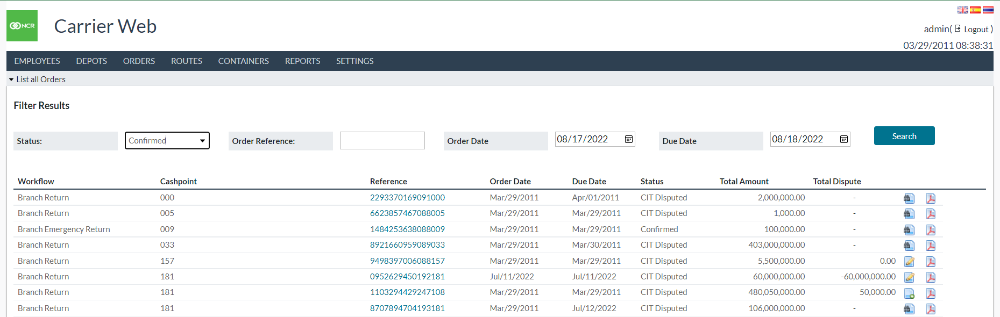 NCR
Carrier Web
admin( Logout )
03/29/2011 08:38:31
EMPLOYEES DEPOTS ORDERS ROUTES CONTAINERS REPORTS SETTINGS
List all Orders
Filter Results
Status: Confirmed Order Reference: Order Date 08/17/2022 Due Date 08/18/2022 Search
Workflow Cashpoint Reference Order Date Due Date Status Total Amount Total Dispute
Branch Return 000 2293370169091000 Mar/29/2011 Apr/01/2011 CIT Disputed 2,000,000.00 -
Branch Return 005 6623857467088005 Mar/29/2011 Mar/29/2011 CIT Disputed 1,000.00 -
Branch Emergency Return 009 1484253638088009 Mar/29/2011 Mar/29/2011 Confirmed 100,000.00 -
Branch Return 033 8921660959089033 Mar/29/2011 Mar/30/2011 CIT Disputed 403,000,000.00 -
Branch Return 157 9498397006088157 Mar/29/2011 Mar/29/2011 CIT Disputed 5,500,000.00 0.00
Branch Return 181 0952629450192181 Jul/11/2022 Jul/11/2022 CIT Disputed 60,000,000.00 -60,000,000.00
Branch Return 181 1103294429247108 Mar/29/2011 Mar/29/2011 CIT Disputed 480,050,000.00 50,000.00
Branch Return 181 8707894704193181 Mar/29/2011 Jul/12/2022 CIT Disputed 106,000,000.00 -